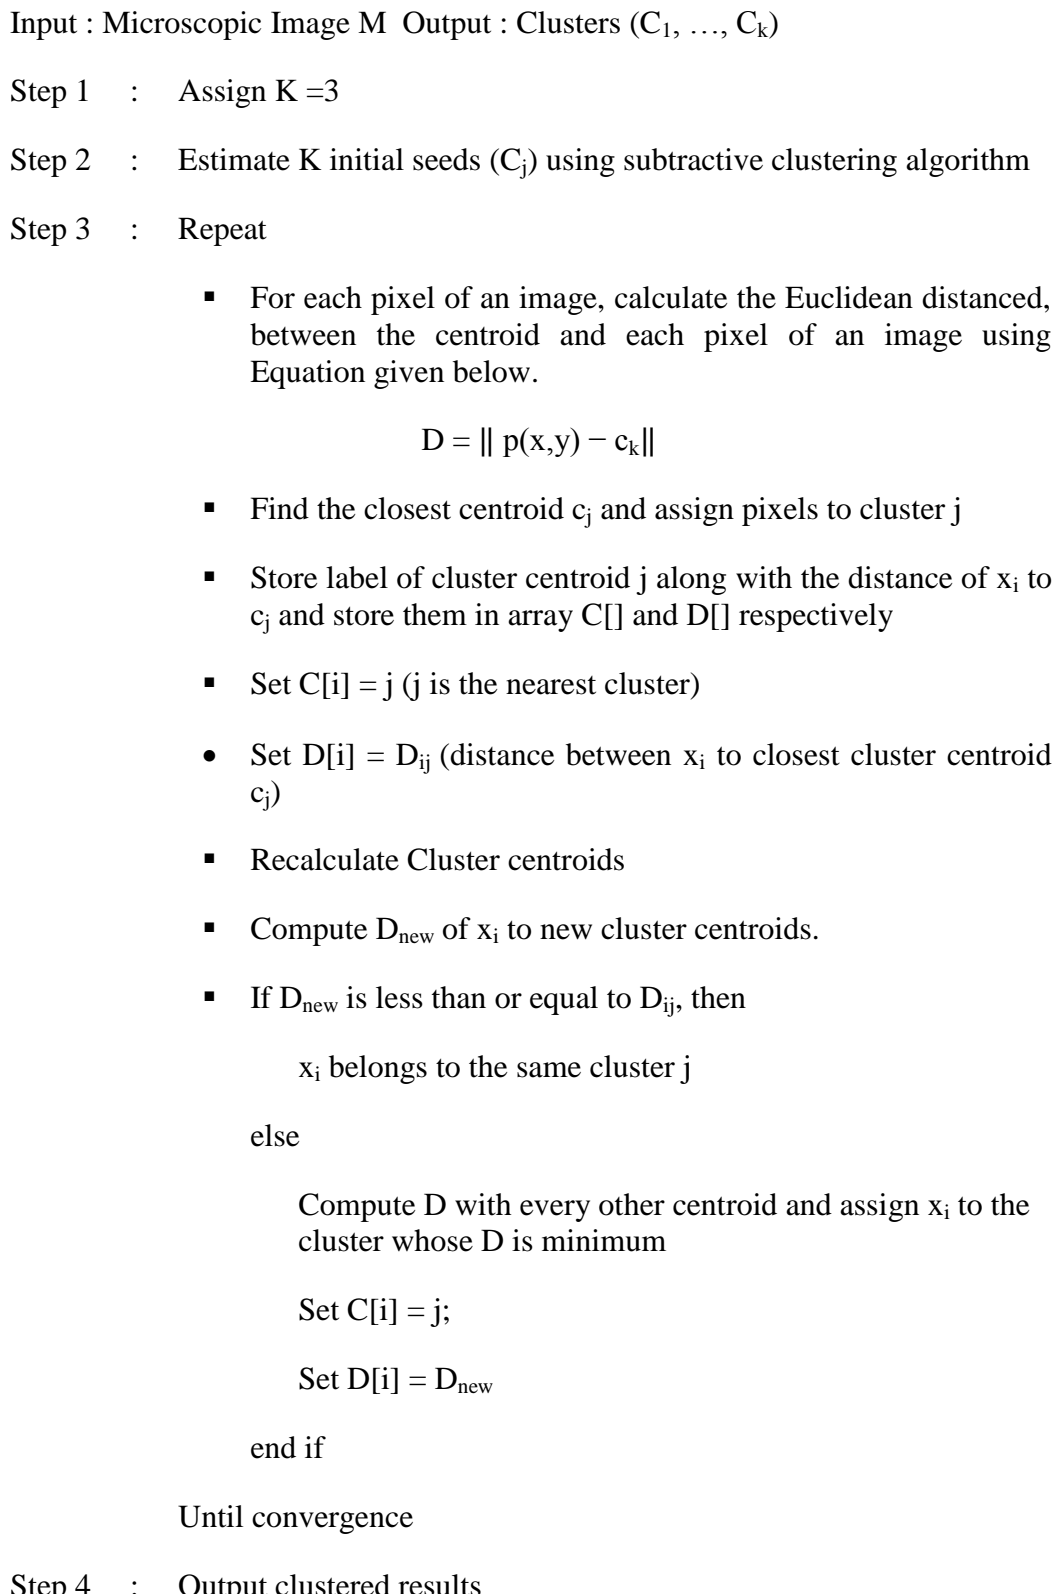 Input : Microscopic Image M  Output : Clusters (C₁, …, Cₖ)
Step 1 : Assign K =3
Step 2 : Estimate K initial seeds (Cⱼ) using subtractive clustering algorithm
Step 3 : Repeat
▪ For each pixel of an image, calculate the Euclidean distanced,
between the centroid and each pixel of an image using
Equation given below.
D = ‖ p(x,y) − cₖ‖
▪ Find the closest centroid cⱼ and assign pixels to cluster j
▪ Store label of cluster centroid j along with the distance of xᵢ to
cⱼ and store them in array C[] and D[] respectively
▪ Set C[i] = j (j is the nearest cluster)
• Set D[i] = Dᵢⱼ (distance between xᵢ to closest cluster centroid
cⱼ)
▪ Recalculate Cluster centroids
▪ Compute Dₙₑw of xᵢ to new cluster centroids.
▪ If Dₙₑw is less than or equal to Dᵢⱼ, then
xᵢ belongs to the same cluster j
else
Compute D with every other centroid and assign xᵢ to the
cluster whose D is minimum
Set C[i] = j;
Set D[i] = Dₙₑw
end if
Until convergence
Step 4 : Output clustered results